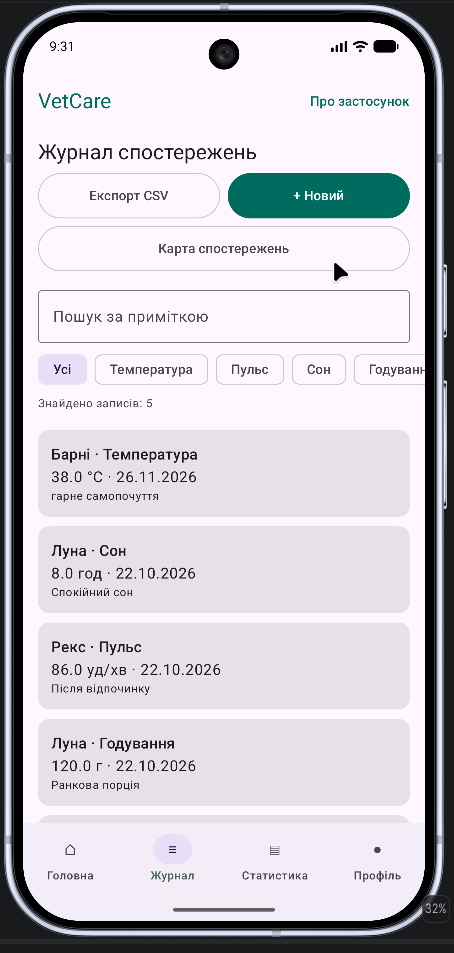 9:31
VetCare
Про застосунок
Журнал спостережень
Експорт CSV
+ Новий
Карта спостережень
Пошук за приміткою
Усі
Температура
Пульс
Сон
Годуванн
Знайдено записів: 5
Барні · Температура
38.0 °C · 26.11.2026
гарне самопочуття
Луна · Сон
8.0 год · 22.10.2026
Спокійний сон
Рекс · Пульс
86.0 уд/хв · 22.10.2026
Після відпочинку
Луна · Годування
120.0 г · 22.10.2026
Ранкова порція
Головна
Журнал
Статистика
Профіль
32%